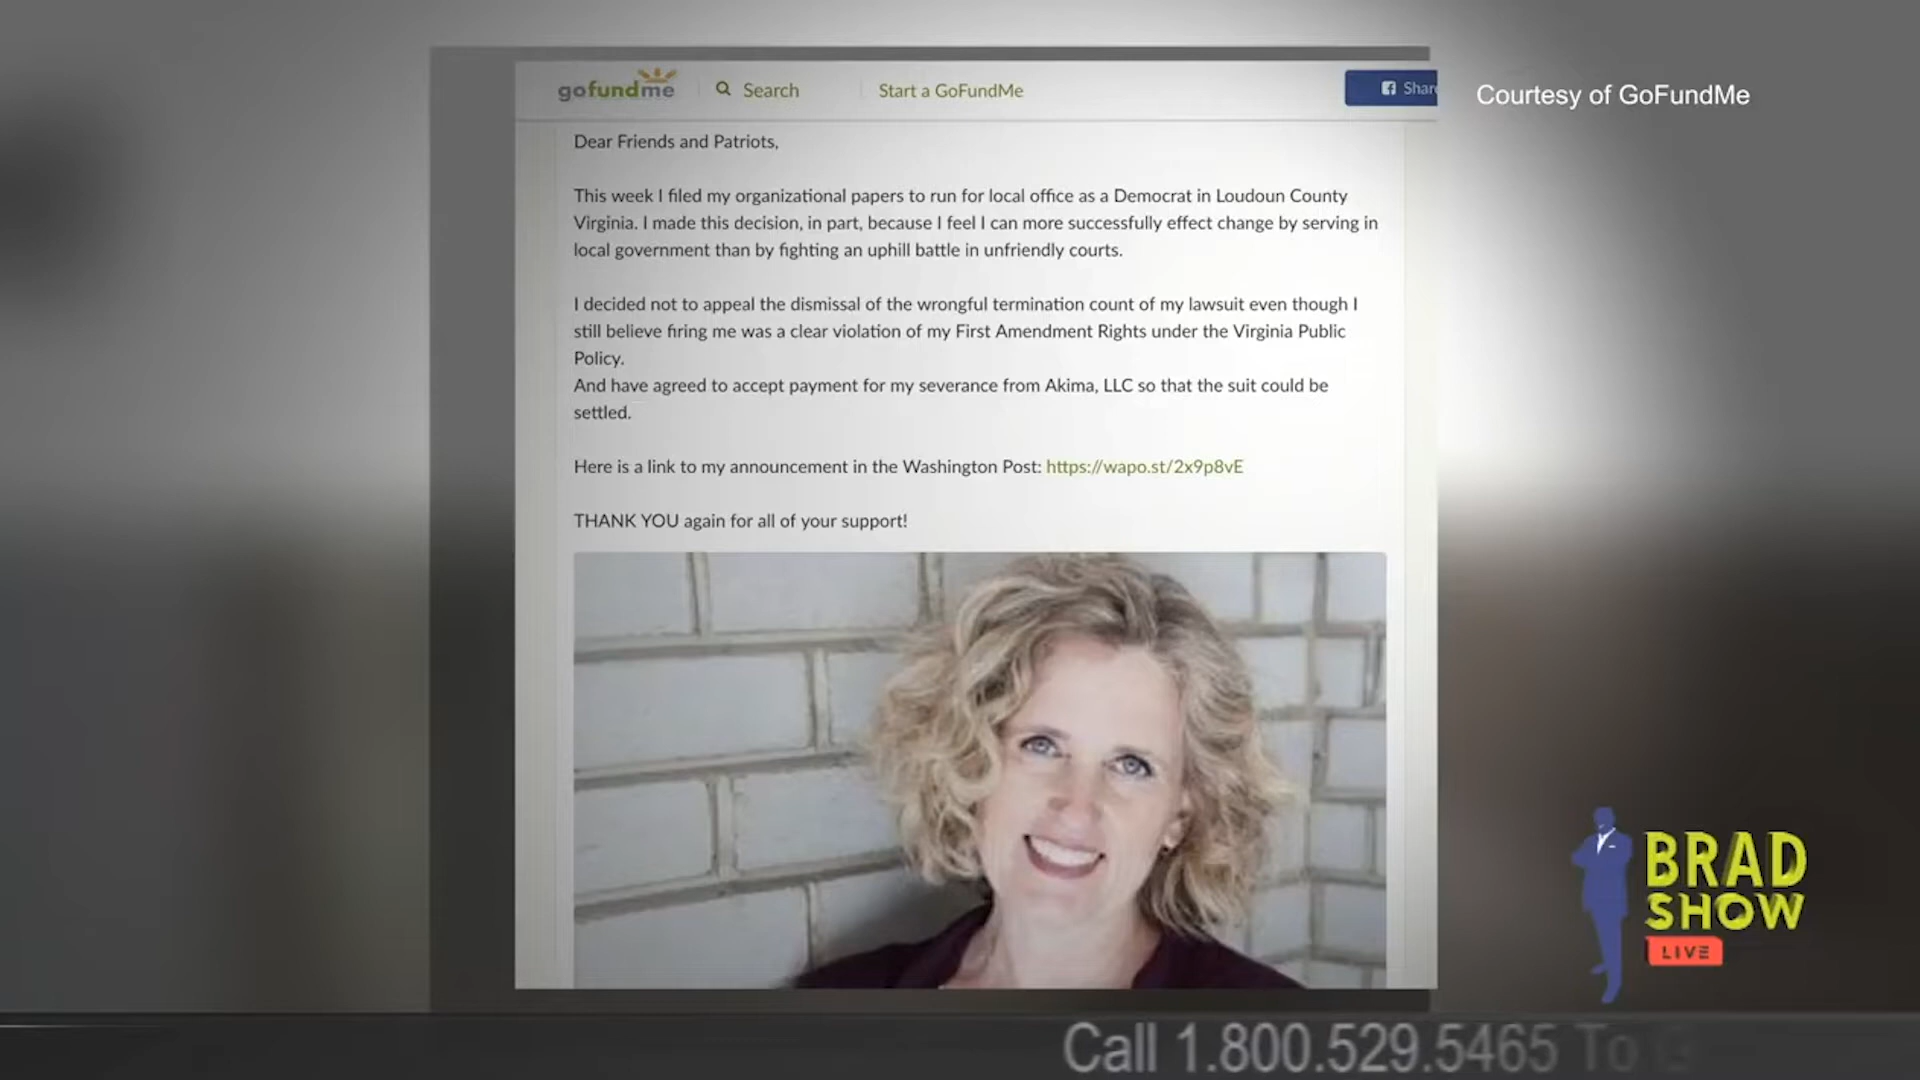 gofundme
Search
Start a GoFundMe
Share
Courtesy of GoFundMe
Dear Friends and Patriots,
This week I filed my organizational papers to run for local office as a Democrat in Loudoun County
Virginia. I made this decision, in part, because I feel I can more successfully effect change by serving in
local government than by fighting an uphill battle in unfriendly courts.
I decided not to appeal the dismissal of the wrongful termination count of my lawsuit even though I
still believe firing me was a clear violation of my First Amendment Rights under the Virginia Public
Policy.
And have agreed to accept payment for my severance from Akima, LLC so that the suit could be
settled.
Here is a link to my announcement in the Washington Post: https://wapo.st/2x9p8vE
THANK YOU again for all of your support!
BRAD
SHOW
LIVE
Call 1.800.529.5465 To